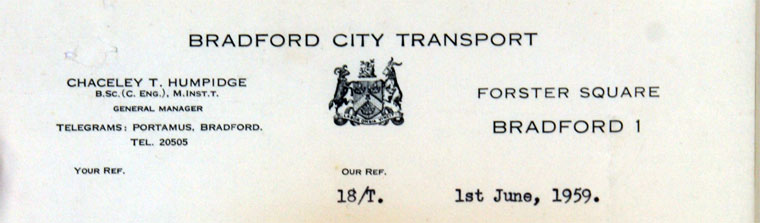 BRADFORD CITY TRANSPORT
CHACELEY T. HUMPIDGE
B.SC. (C. ENG.), M.INST.T.
GENERAL MANAGER
TELEGRAMS: PORTAMUS, BRADFORD.
TEL. 20505
FORSTER SQUARE
BRADFORD 1
YOUR REF.
OUR REF.
18/T.
1st June, 1959.